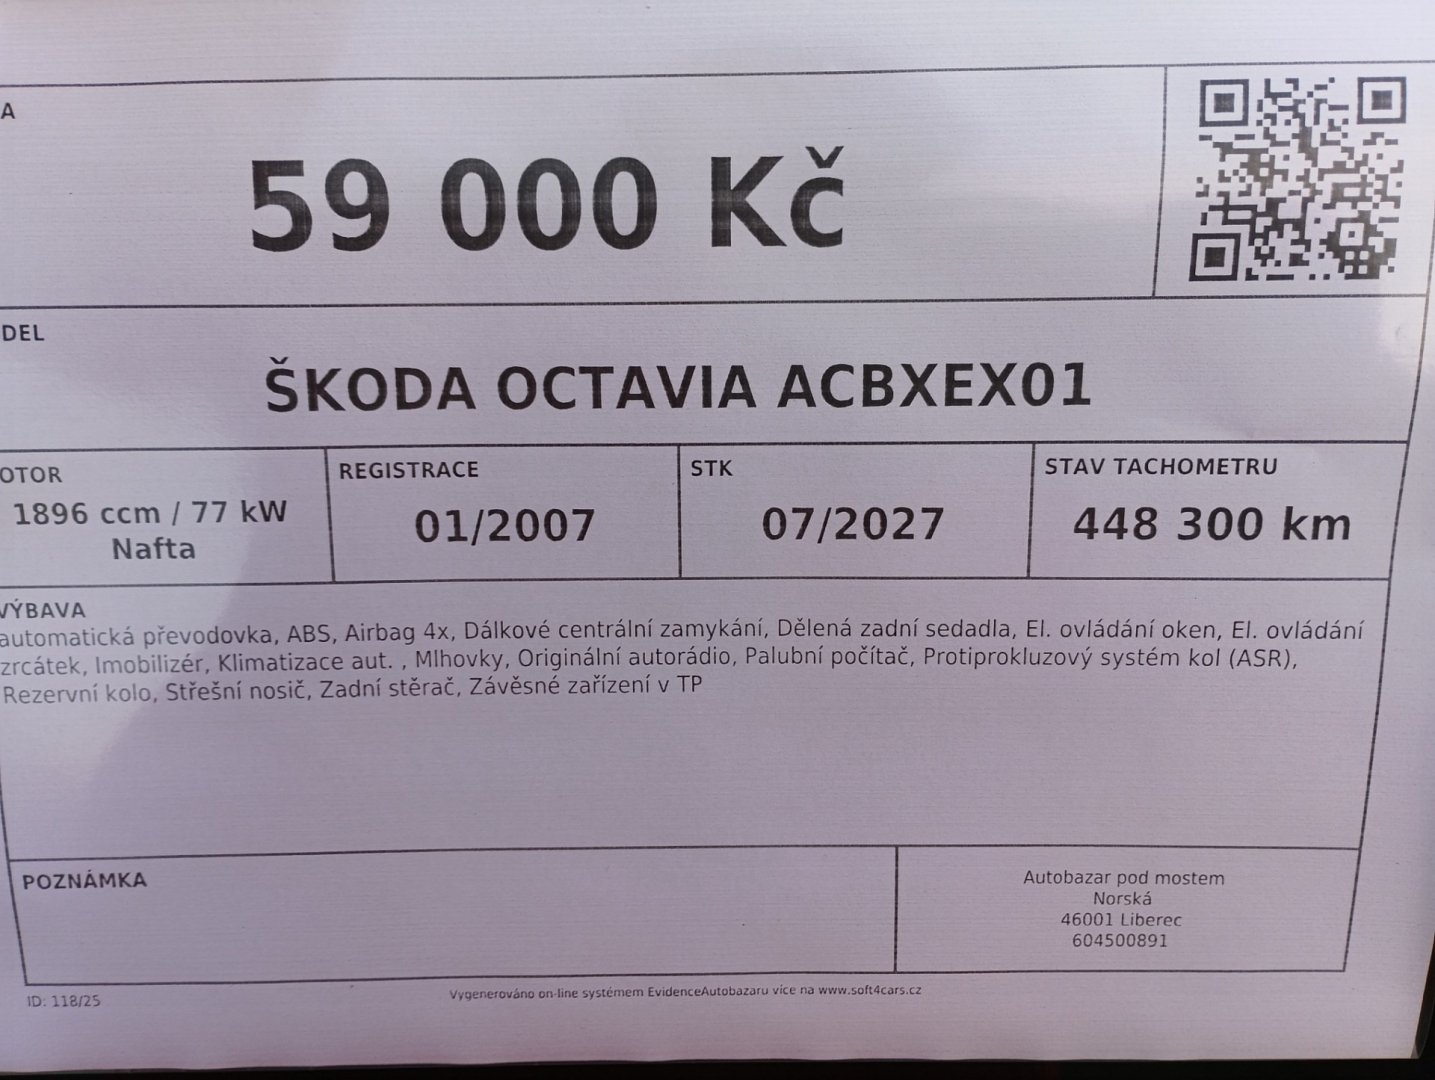 A
59 000 Kč
DEL
ŠKODA OCTAVIA ACBXEX01
OTOR
1896 ccm / 77 kW
Nafta
REGISTRACE
01/2007
STK
07/2027
STAV TACHOMETRU
448 300 km
VÝBAVA
automatická převodovka, ABS, Airbag 4x, Dálkové centrální zamykání, Dělená zadní sedadla, El. ovládání oken, El. ovládání
zrcátek, Imobilizér, Klimatizace aut. , Mlhovky, Originální autorádio, Palubní počítač, Protiprokluzový systém kol (ASR),
Rezervní kolo, Střešní nosič, Zadní stěrač, Závěsné zařízení v TP
POZNÁMKA
Autobazar pod mostem
Norská
46001 Liberec
604500891
ID: 118/25
Vygenerováno on-line systémem EvidenceAutobazaru více na www.soft4cars.cz